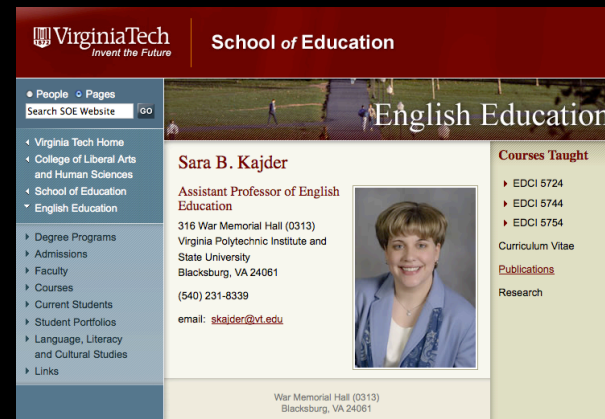 VirginiaTech
Invent the Future
1872
School of Education
People Pages
Search SOE Website GO
Virginia Tech Home
College of Liberal Arts
and Human Sciences
School of Education
English Education
Degree Programs
Admissions
Faculty
Courses
Current Students
Student Portfolios
Language, Literacy
and Cultural Studies
Links
English Education
Sara B. Kajder
Assistant Professor of English
Education
316 War Memorial Hall (0313)
Virginia Polytechnic Institute and
State University
Blacksburg, VA 24061
(540) 231-8339
email: skajder@vt.edu
Courses Taught
EDCI 5724
EDCI 5744
EDCI 5754
Curriculum Vitae
Publications
Research
War Memorial Hall (0313)
Blacksburg, VA 24061